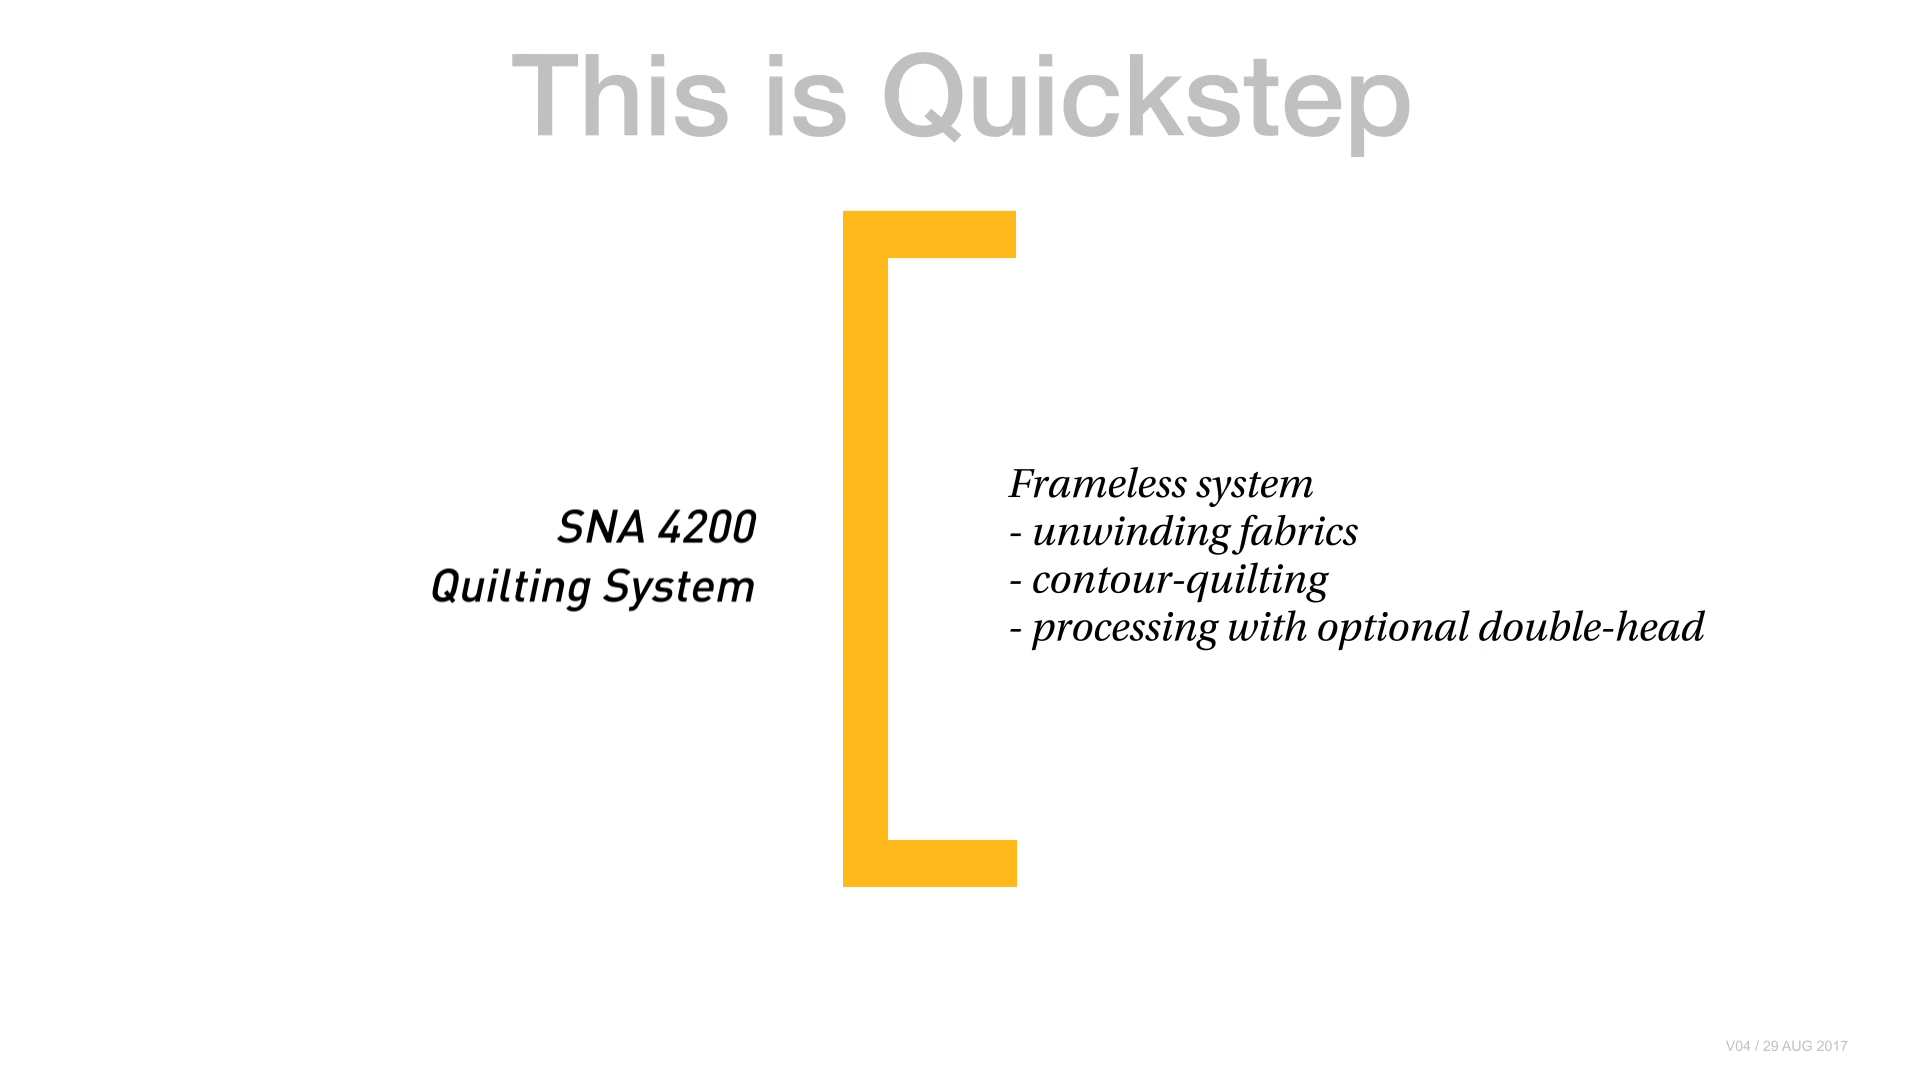 This is Quickstep
SNA 4200
Quilting System
Frameless system
- unwinding fabrics
- contour-quilting
- processing with optional double-head
V04 / 29 AUG 2017